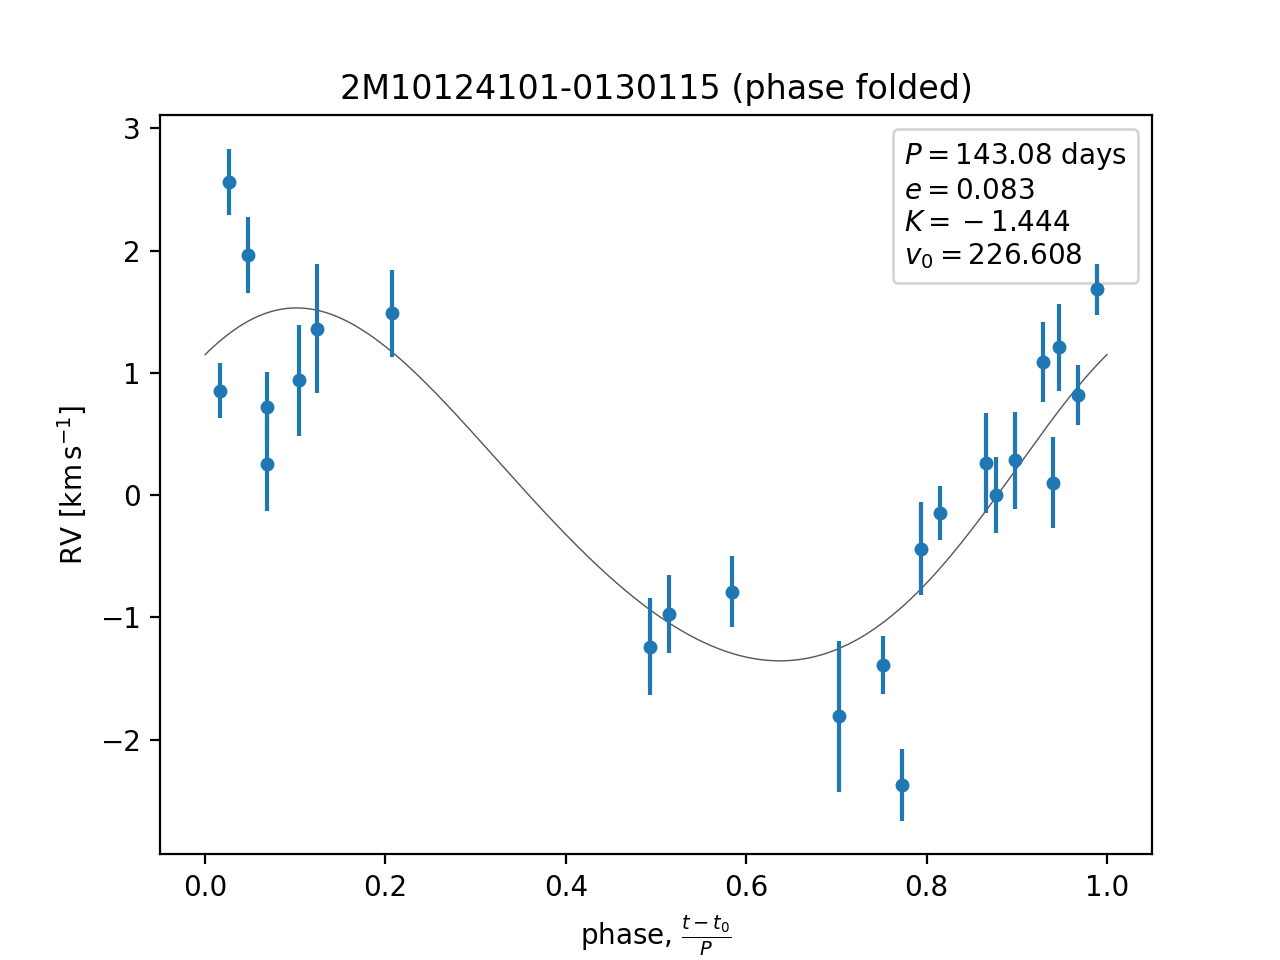 2M10124101-0130115 (phase folded)
P = 143.08 days
e = 0.083
K = −1.444
v₀ = 226.608
3
2
1
0
−1
−2
RV [km s⁻¹]
0.0 0.2 0.4 0.6 0.8 1.0
phase, (t − t₀)/P